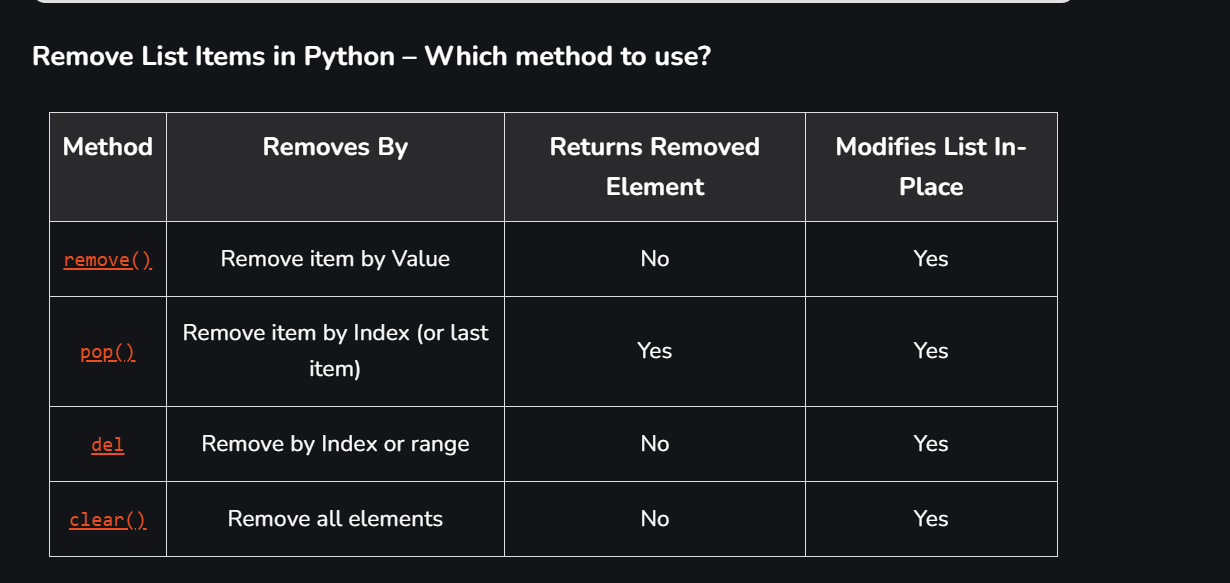 Remove List Items in Python – Which method to use?
Method Removes By Returns Removed Element Modifies List In-Place
remove() Remove item by Value No Yes
pop() Remove item by Index (or last item) Yes Yes
del Remove by Index or range No Yes
clear() Remove all elements No Yes